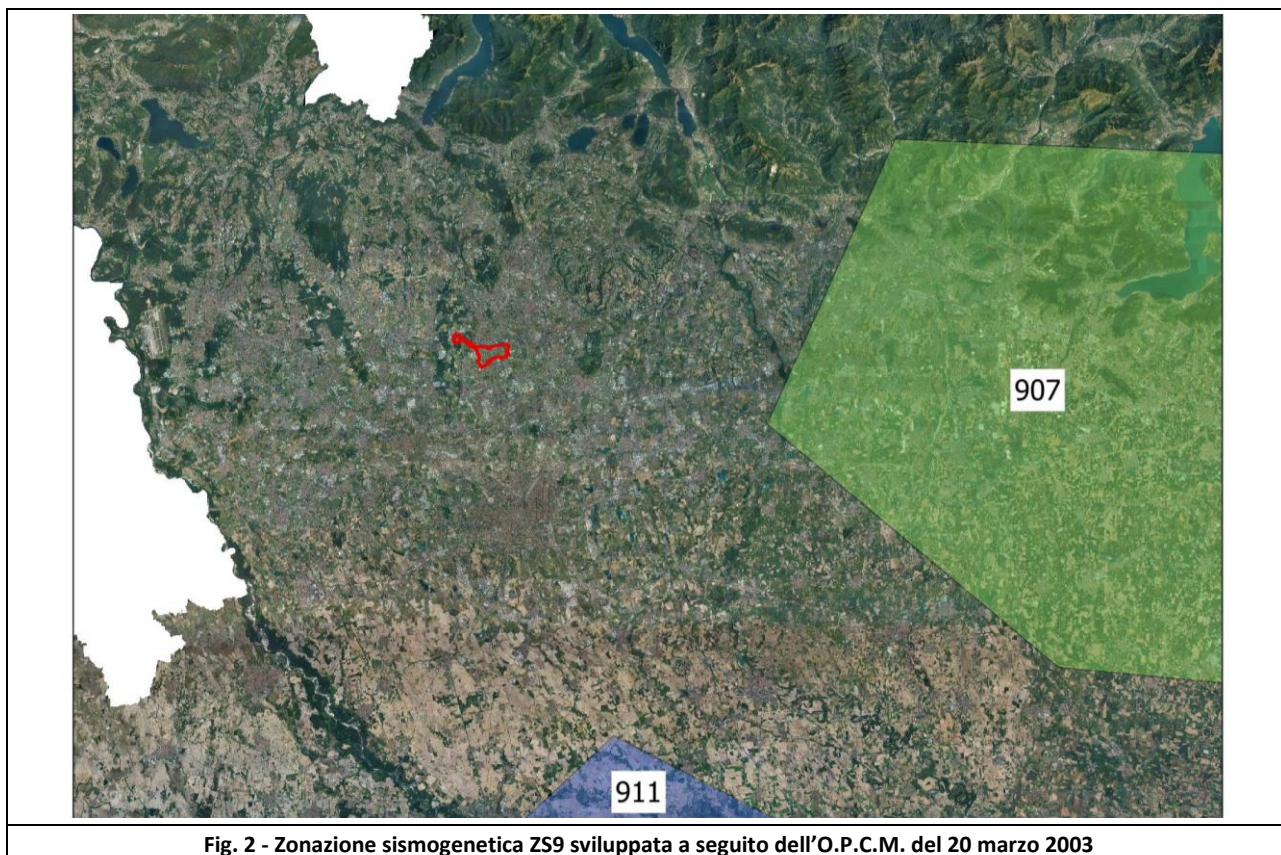 907
911
Fig. 2 - Zonazione sismogenetica ZS9 sviluppata a seguito dell’O.P.C.M. del 20 marzo 2003